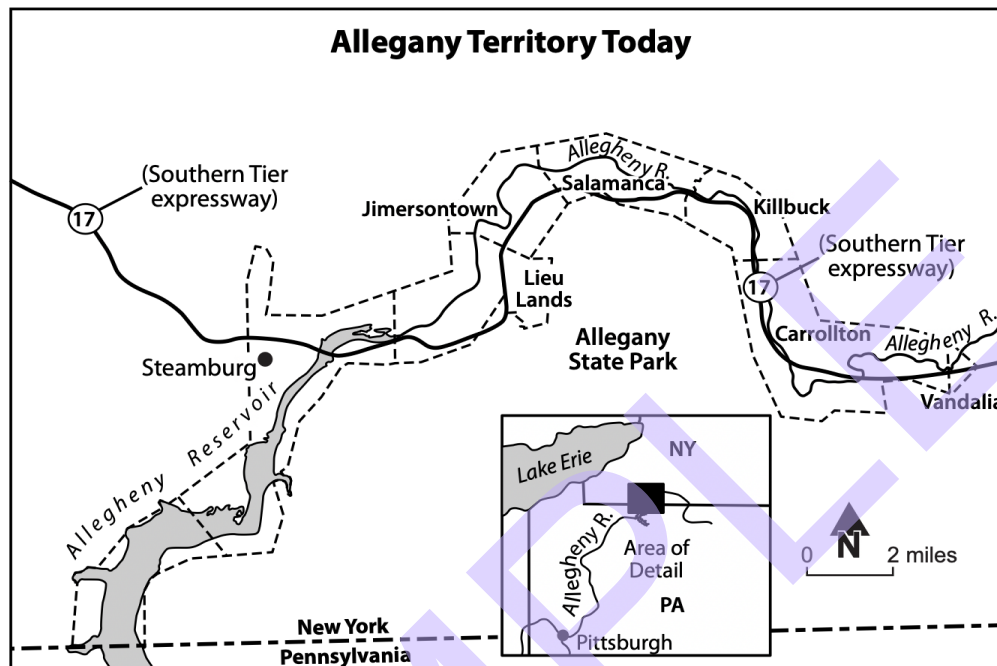 Allegany Territory Today
(Southern Tier
expressway)
17
Allegheny R.
Salamanca
Jimersontown
Killbuck
(Southern Tier
expressway)
17
Lieu
Lands
Allegany
State Park
Carrollton
Allegheny R.
Vandalia
Steamburg
Allegheny Reservoir
Lake Erie
NY
Allegheny R.
Area of
Detail
PA
Pittsburgh
N
0 2 miles
New York
Pennsylvania